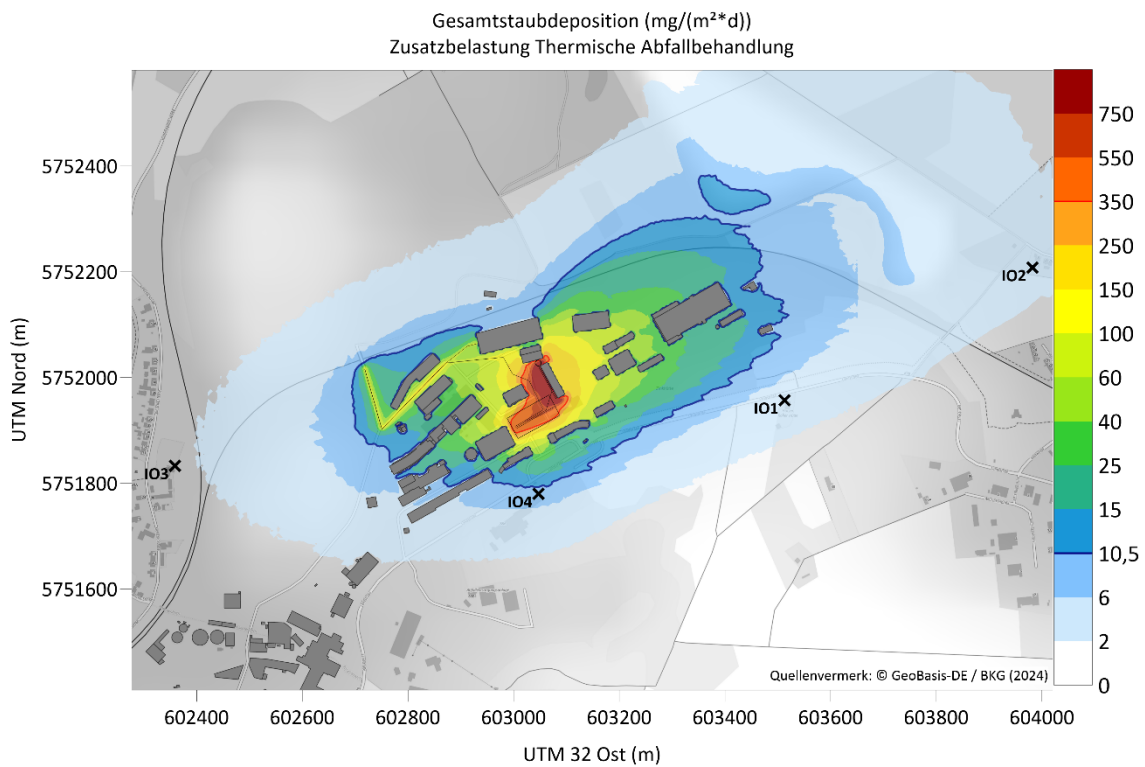 Gesamtstaubdeposition (mg/(m²*d))
Zusatzbelastung Thermische Abfallbehandlung
UTM Nord (m)
5752400
5752200
5752000
5751800
5751600
IO2
IO1
IO3
IO4
750
550
350
250
150
100
60
40
25
15
10,5
6
2
0
Quellenvermerk: © GeoBasis-DE / BKG (2024)
602400 602600 602800 603000 603200 603400 603600 603800 604000
UTM 32 Ost (m)